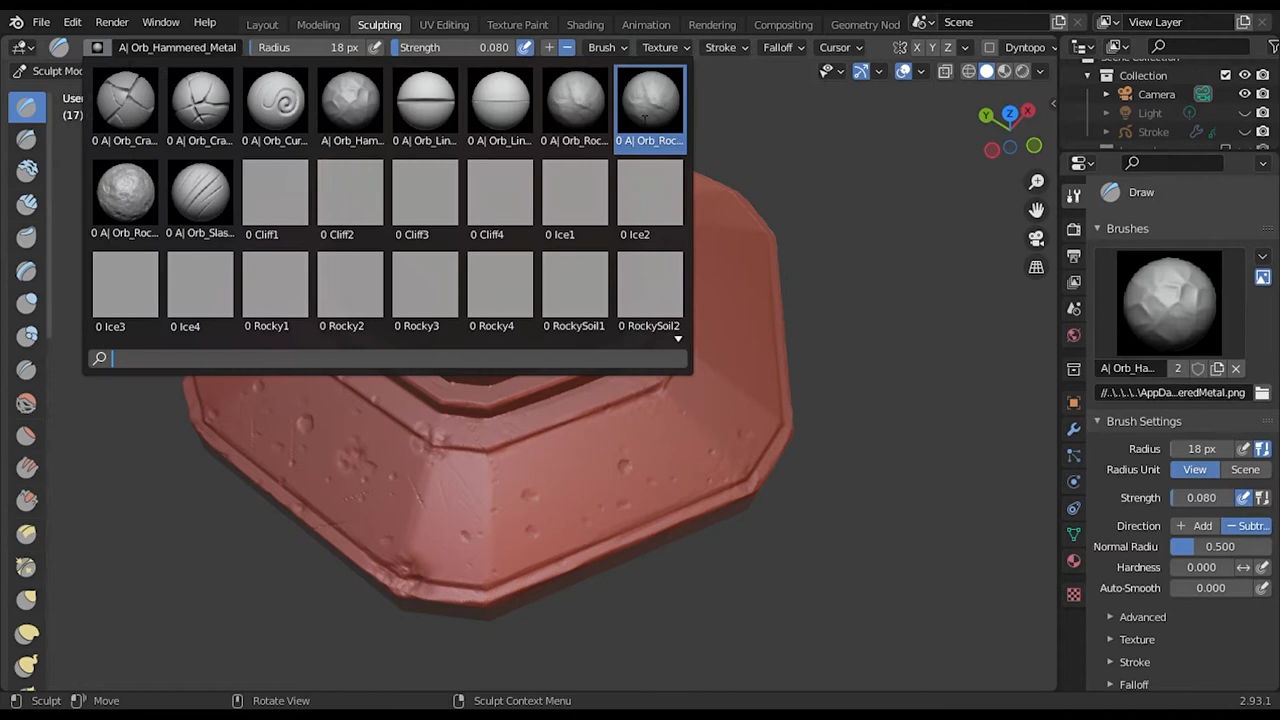 File Edit Render Window Help Layout Modeling Sculpting UV Editing Texture Paint Shading Animation Rendering Compositing Geometry Nod Scene View Layer
A| Orb_Hammered_Metal Radius 18 px Strength 0.080 Brush Texture Stroke Falloff Cursor X Y Z Dyntopo
Scene Collection
Sculpt Mod
Collection
Use
(17)
Camera
Light
Stroke
0 A| Orb_Cra... 0 A| Orb_Cra... 0 A| Orb_Cur... A| Orb_Ham... 0 A| Orb_Lin... 0 A| Orb_Lin... 0 A| Orb_Roc... 0 A| Orb_Roc...
0 A| Orb_Roc... 0 A| Orb_Slas... 0 Cliff1 0 Cliff2 0 Cliff3 0 Cliff4 0 Ice1 0 Ice2
0 Ice3 0 Ice4 0 Rocky1 0 Rocky2 0 Rocky3 0 Rocky4 0 RockySoil1 0 RockySoil2
Y Z X
Draw
Brushes
A| Orb_Ha... 2
//..\..\..\..\AppDa...eredMetal.png
Brush Settings
Radius 18 px
Radius Unit View Scene
Strength 0.080
Direction + Add − Subtr...
Normal Radiu 0.500
Hardness 0.000
Auto-Smooth 0.000
Advanced
Texture
Stroke
Falloff
Sculpt Move Rotate View Sculpt Context Menu 2.93.1